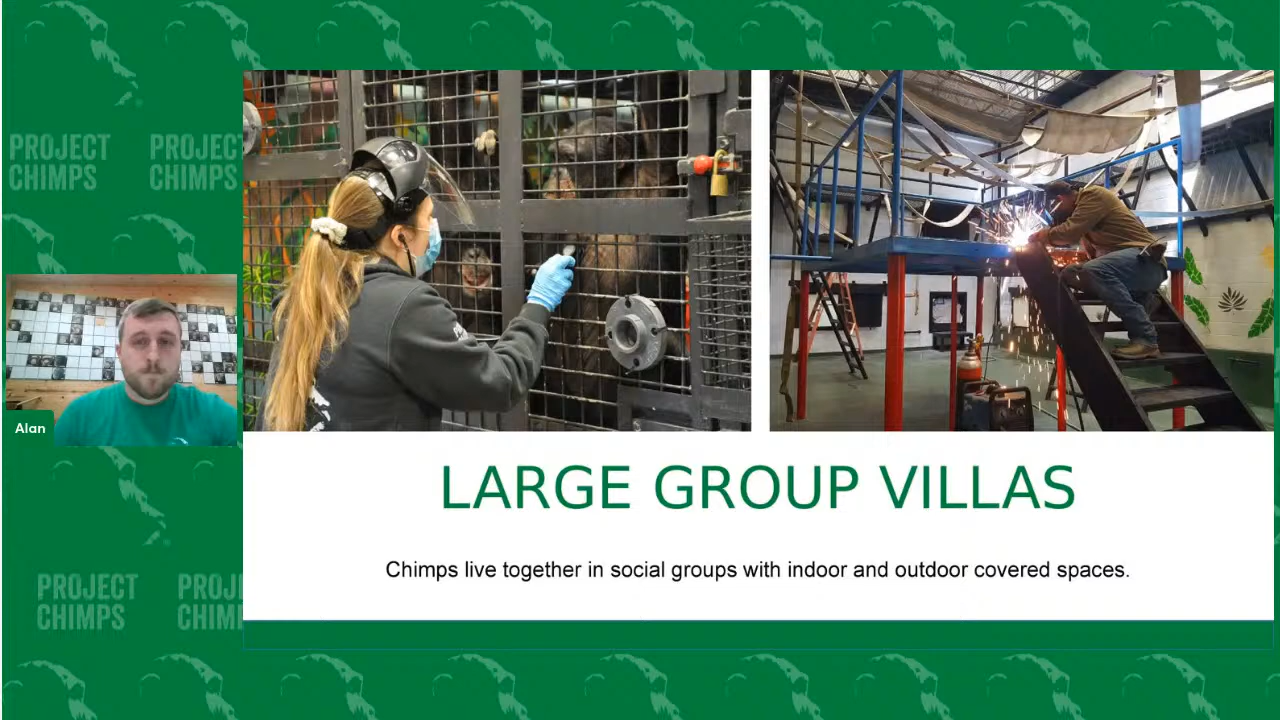 PROJECT
CHIMPS
PROJECT
CHIMPS
Alan
LARGE GROUP VILLAS
Chimps live together in social groups with indoor and outdoor covered spaces.
PROJECT
CHIMPS
PROJ
CHIM